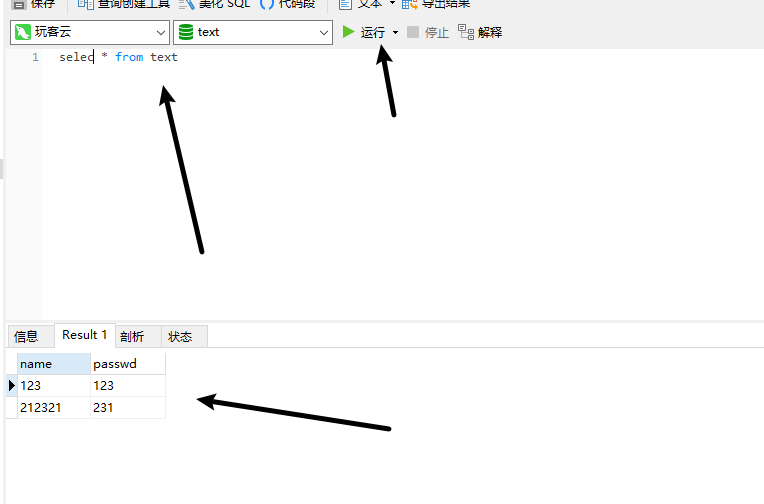 保存 查询创建工具 美化 SQL 代码段 文本 导出结果
玩客云 text 运行 停止 解释
1 selec * from text
信息 Result 1 剖析 状态
name passwd
123 123
212321 231